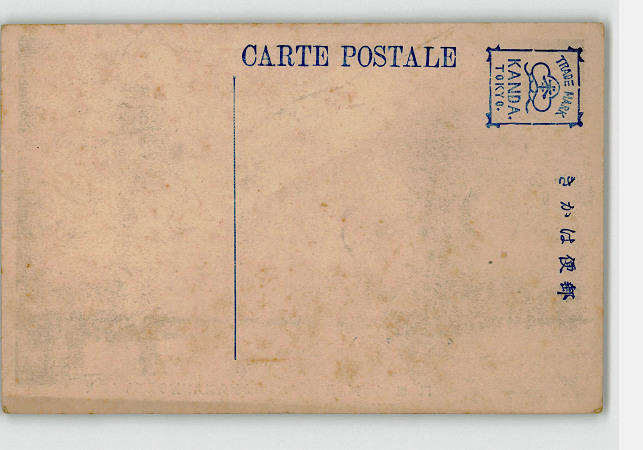 CARTE POSTALE
TRADE MARK
KANDA.
TOKYO.
きかは便郵